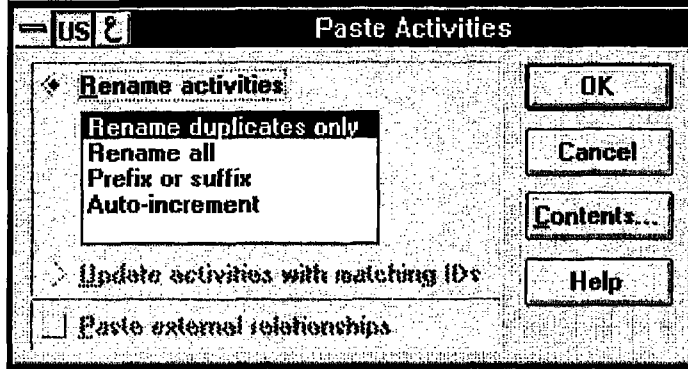 US Paste Activities
Rename activities
OK
Rename duplicates only
Rename all
Cancel
Prefix or suffix
Auto-increment
Contents...
Update activities with matching IDs
Help
Paste external relationships